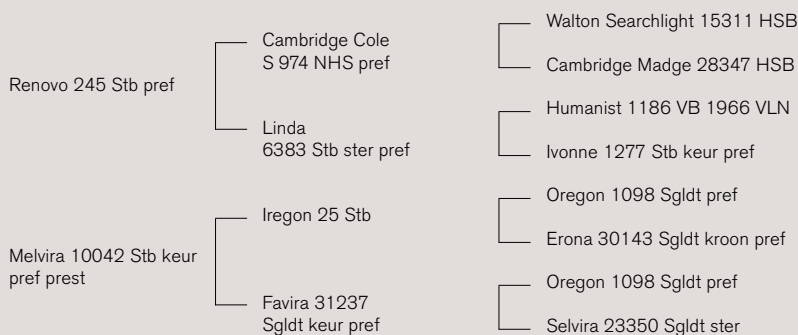 Renovo 245 Stb pref
Cambridge Cole
S 974 NHS pref
Walton Searchlight 15311 HSB
Cambridge Madge 28347 HSB
Linda
6383 Stb ster pref
Humanist 1186 VB 1966 VLN
Ivonne 1277 Stb keur pref
Melvira 10042 Stb keur
pref prest
Iregon 25 Stb
Oregon 1098 Sgldt pref
Erona 30143 Sgldt kroon pref
Favira 31237
Sgldt keur pref
Oregon 1098 Sgldt pref
Selvira 23350 Sgldt ster